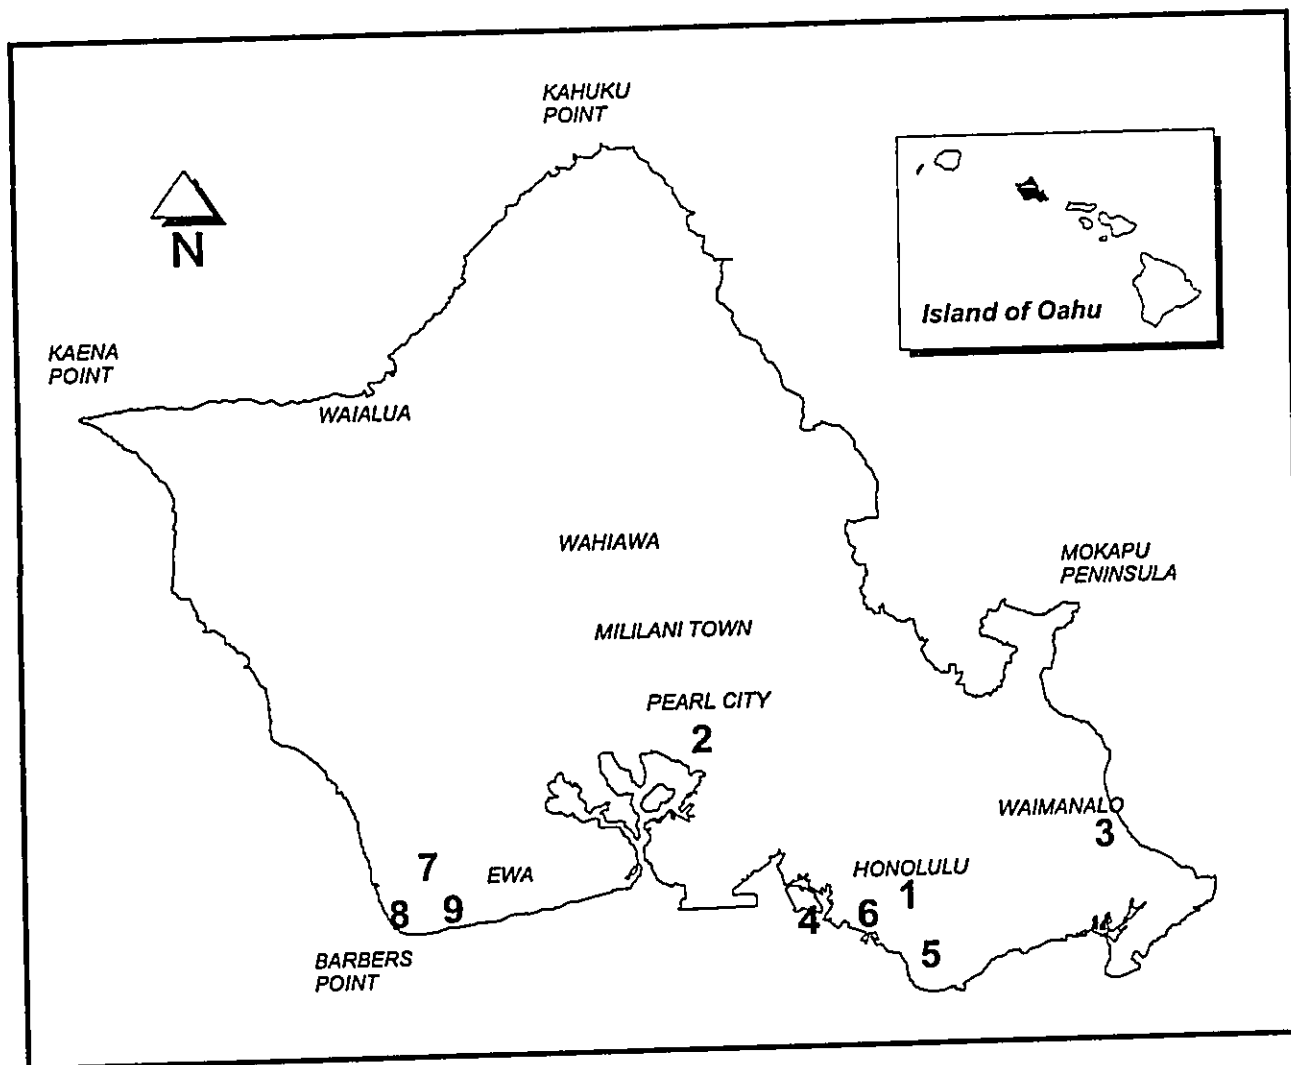 KAHUKU
POINT
N
Island of Oahu
KAENA
POINT
WAIALUA
WAHIAWA
MOKAPU
PENINSULA
MILILANI TOWN
PEARL CITY
2
WAIMANALO
3
HONOLULU
7
EWA
1
8
9
4
6
5
BARBERS
POINT